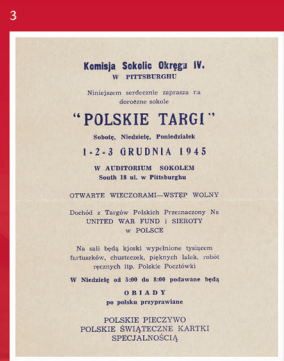 3
Komisja Sokolic Okręgu IV.
W PITTSBURGHU
Niniejszem serdecznie zaprasza na
doroczne sokole
"POLSKIE TARGI"
Sobotę, Niedzielę, Poniedziałek
1-2-3 GRUDNIA 1945
W AUDITORIUM SOKOLEM
South 18 ul. w Pittsburghu
OTWARTE WIECZORAMI—WSTĘP WOLNY
Dochód z Targów Polskich Przeznaczony Na
UNITED WAR FUND i SIEROTY
w POLSCE
Na sali będą kjoski wypełnione tysiącem
fartuszków, chusteczek, pięknych lalek, robót
ręcznych itp. Polskie Pocztówki
W Niedzielę od 5:00 do 8:00 podawane będą
OBIADY
po polsku przyprawiane
POLSKIE PIECZYWO
POLSKIE ŚWIĄTECZNE KARTKI
SPECJALNOŚCIĄ